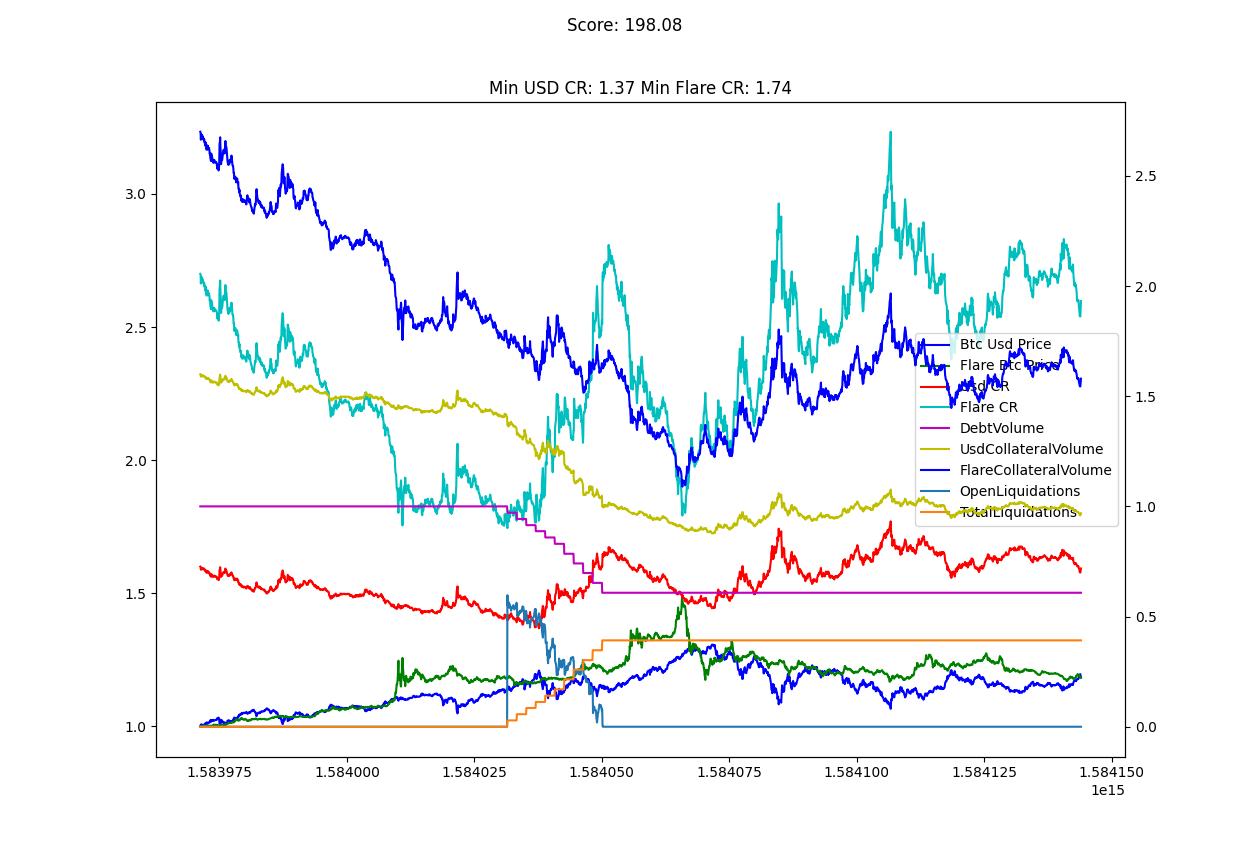 Score: 198.08
Min USD CR: 1.37 Min Flare CR: 1.74
3.0
2.5
2.0
1.5
1.0
2.5
2.0
1.5
1.0
0.5
0.0
Btc Usd Price
Flare Btc Price
Usd CR
Flare CR
DebtVolume
UsdCollateralVolume
FlareCollateralVolume
OpenLiquidations
TotalLiquidations
1.583975 1.584000 1.584025 1.584050 1.584075 1.584100 1.584125 1.584150
1e15